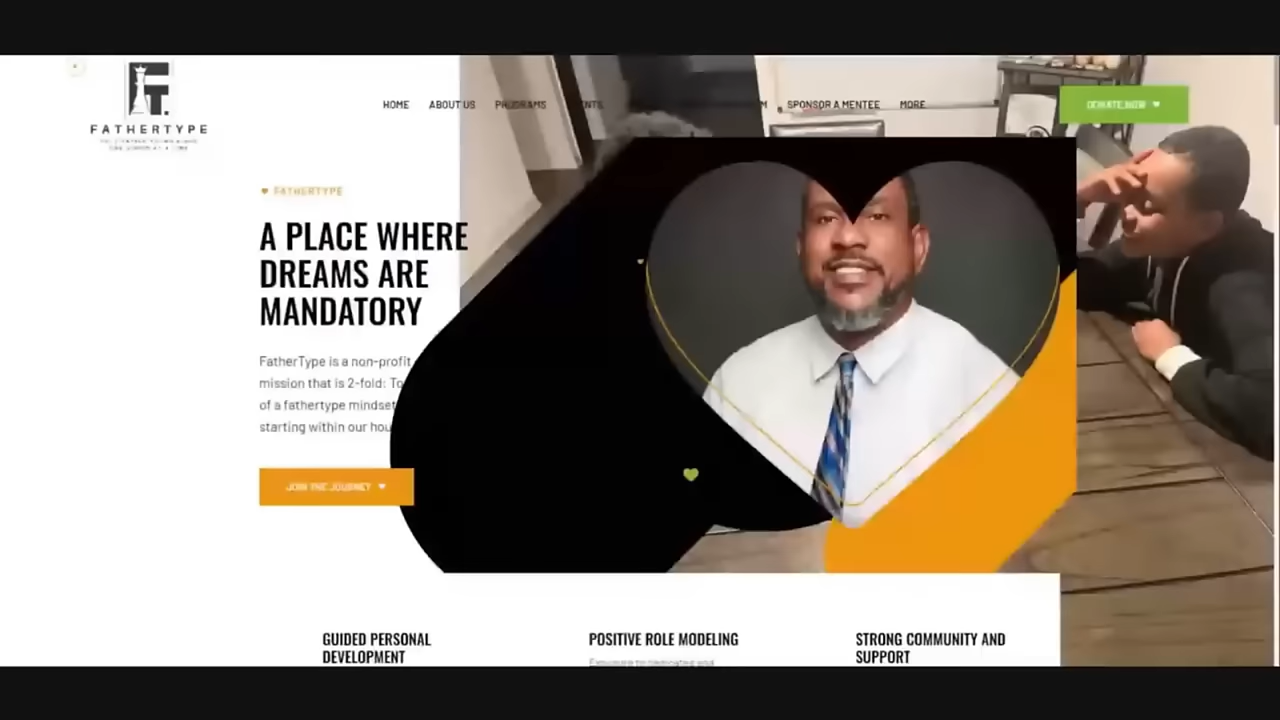 FATHERTYPE
HOME ABOUT US PROGRAMS SPONSOR A MENTEE MORE
DONATE NOW
FATHERTYPE
A PLACE WHERE
DREAMS ARE
MANDATORY
FatherType is a non-profit
mission that is 2-fold: To
of a fathertype mindset
starting within our hou
JOIN THE JOURNEY
GUIDED PERSONAL
DEVELOPMENT
POSITIVE ROLE MODELING
STRONG COMMUNITY AND
SUPPORT